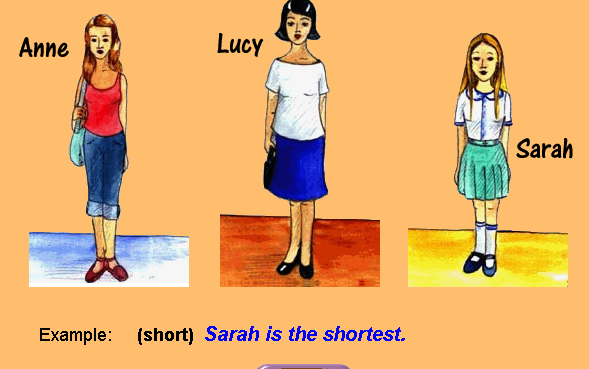 Anne
Lucy
Sarah
Example: (short) Sarah is the shortest.